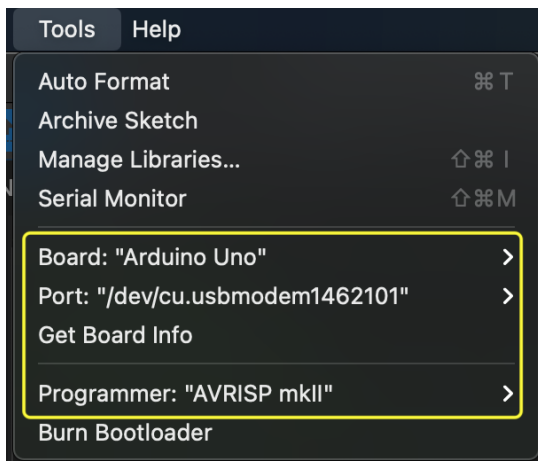 Tools Help
Auto Format ⌘T
Archive Sketch
Manage Libraries... ⇧⌘I
Serial Monitor ⇧⌘M
Board: "Arduino Uno"
Port: "/dev/cu.usbmodem1462101"
Get Board Info
Programmer: "AVRISP mkII"
Burn Bootloader